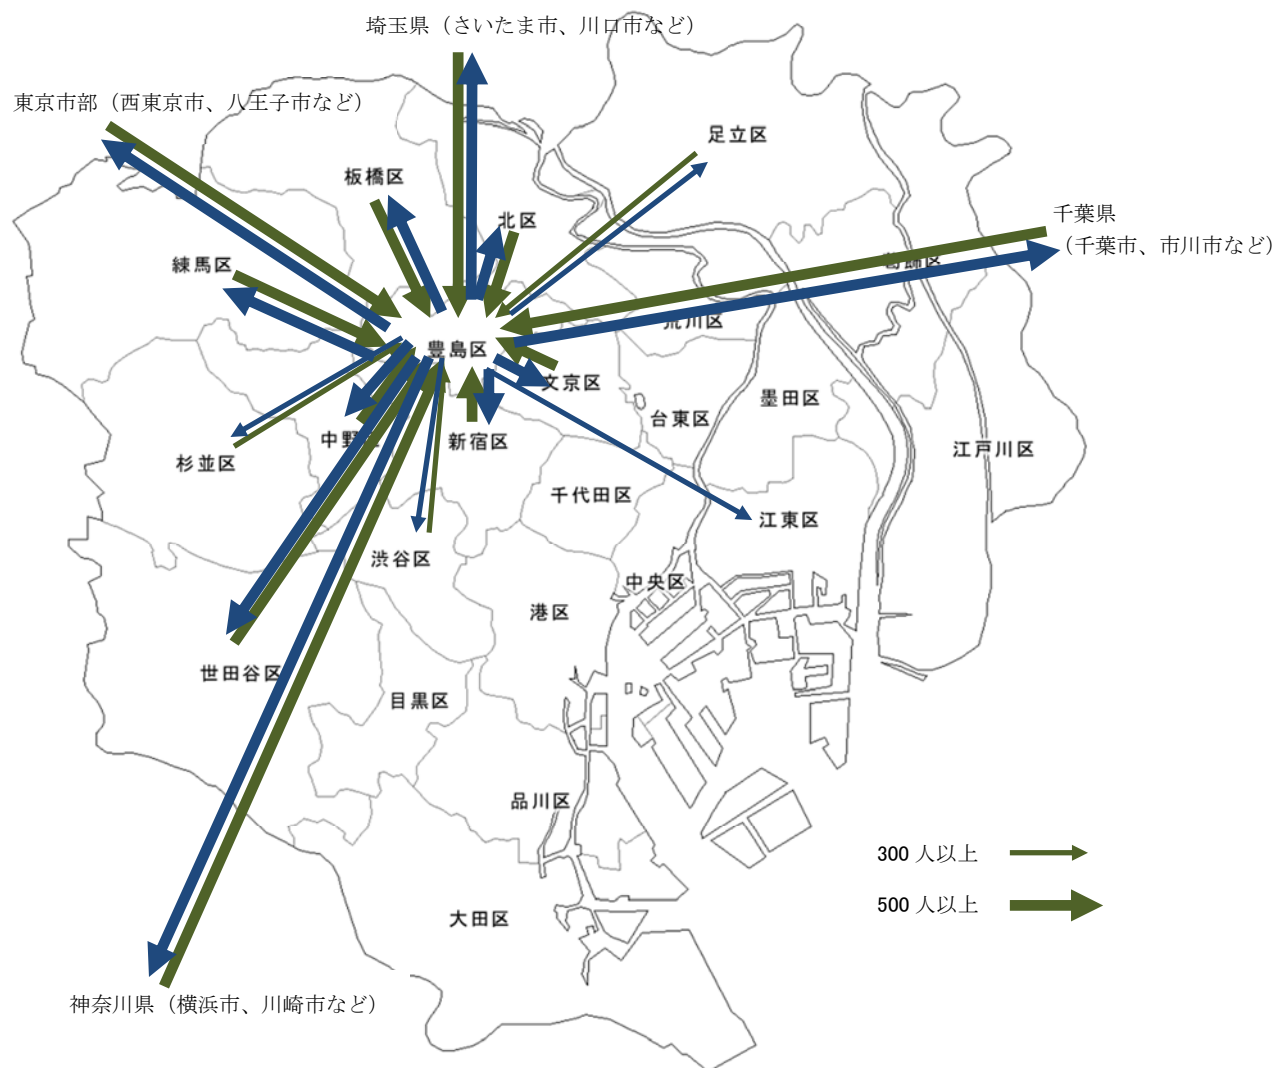 埼玉県（さいたま市、川口市など）
東京市部（西東京市、八王子市など）
足立区
板橋区
北区
千葉県
（千葉市、市川市など）
練馬区
葛飾区
荒川区
豊島区
文京区
墨田区
台東区
中野区
新宿区
江戸川区
杉並区
千代田区
江東区
渋谷区
中央区
港区
世田谷区
目黒区
品川区
300 人以上
500 人以上
大田区
神奈川県（横浜市、川崎市など）